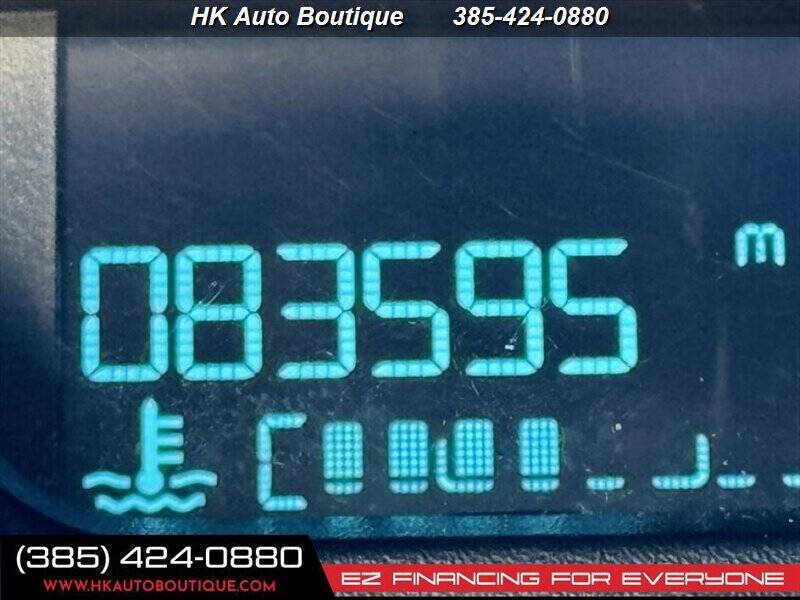 HK Auto Boutique 385-424-0880
083595 m
C
(385) 424-0880
WWW.HKAUTOBOUTIQUE.COM
EZ FINANCING FOR EVERYONE